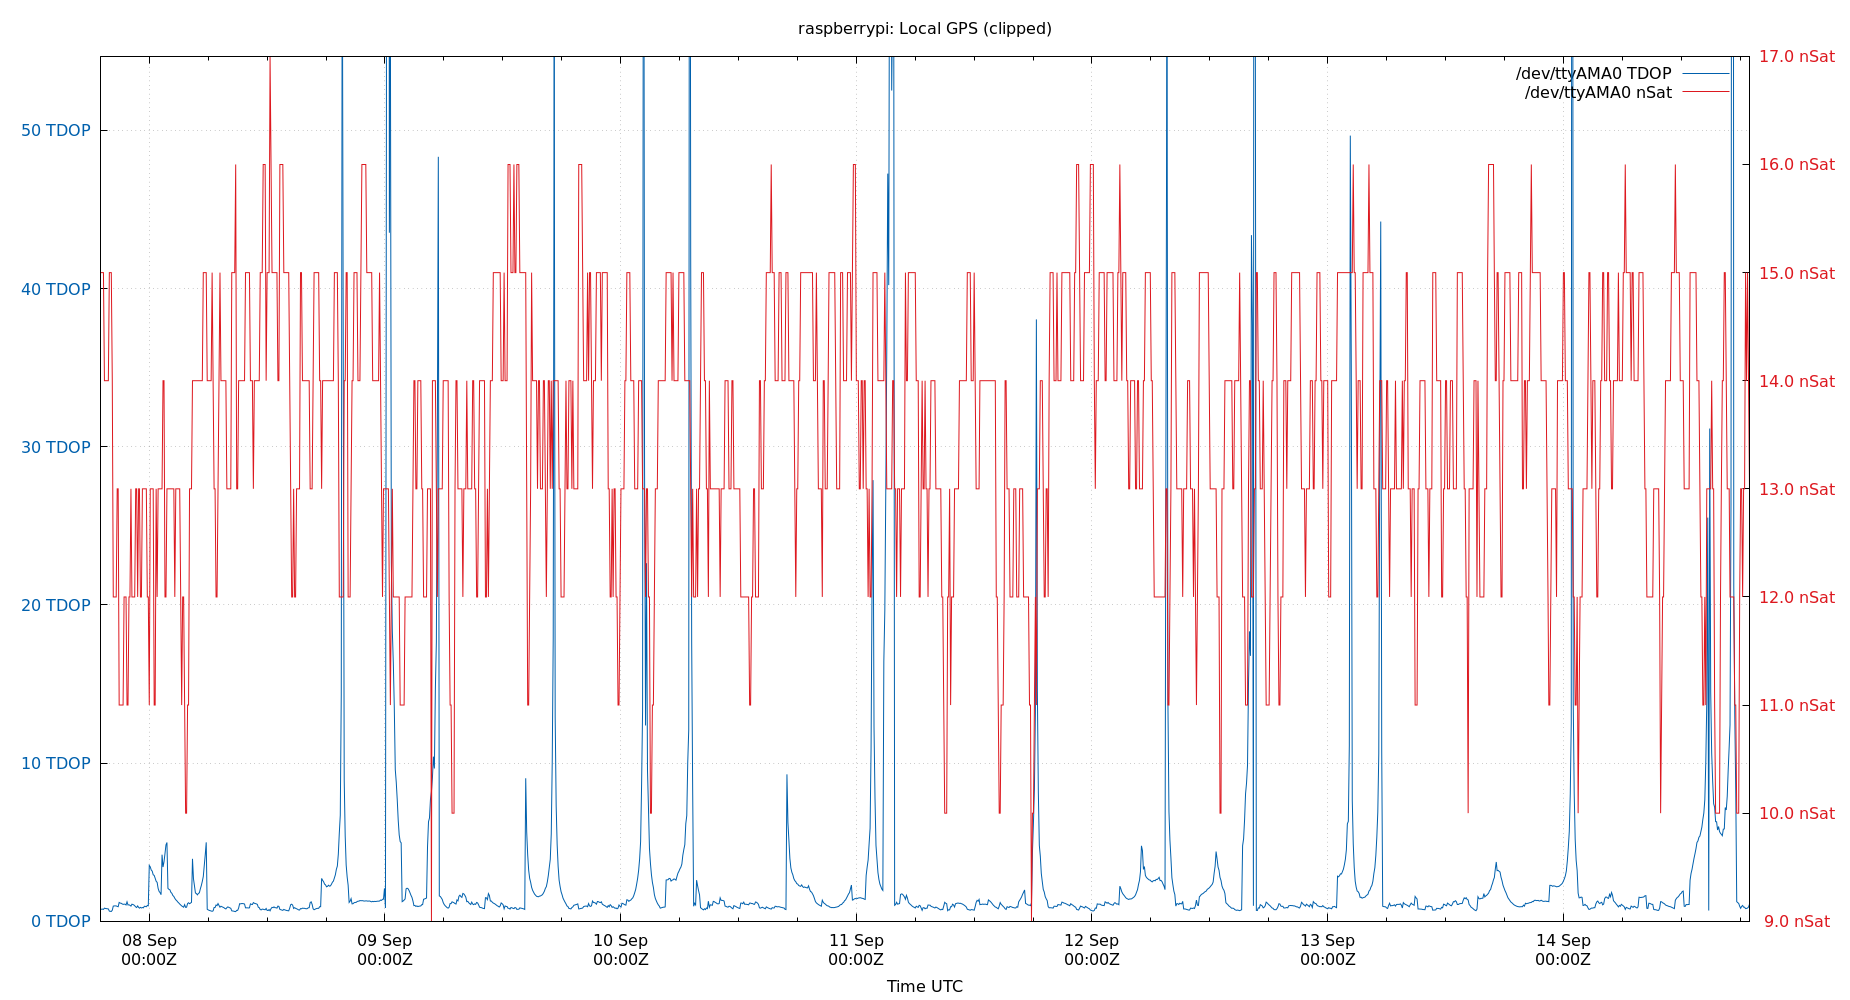 raspberrypi: Local GPS (clipped)
17.0 nSat
/dev/ttyAMA0 TDOP
/dev/ttyAMA0 nSat
50 TDOP
16.0 nSat
40 TDOP
15.0 nSat
14.0 nSat
30 TDOP
13.0 nSat
20 TDOP
12.0 nSat
11.0 nSat
10 TDOP
10.0 nSat
0 TDOP
9.0 nSat
08 Sep 09 Sep 10 Sep 11 Sep 12 Sep 13 Sep 14 Sep
00:00Z 00:00Z 00:00Z 00:00Z 00:00Z 00:00Z 00:00Z
Time UTC